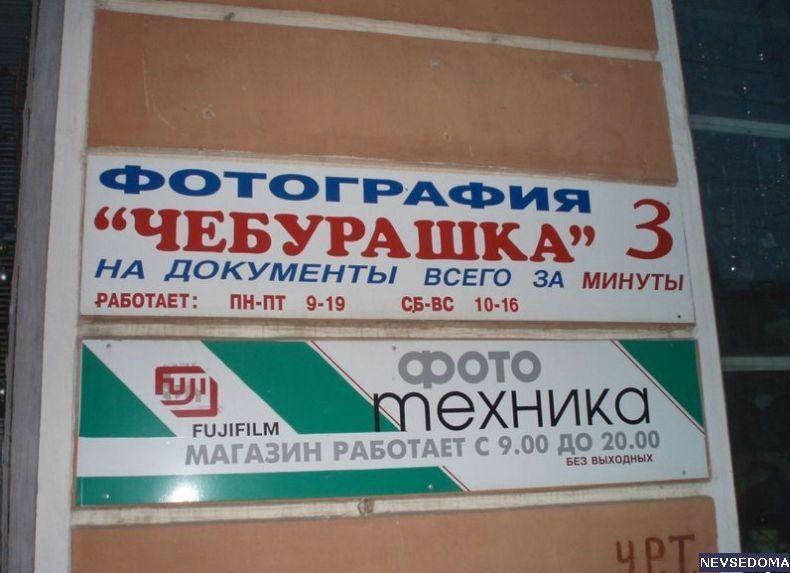 ФОТОГРАФИЯ
“ЧЕБУРАШКА” 3
НА ДОКУМЕНТЫ ВСЕГО ЗА МИНУТЫ
РАБОТАЕТ: ПН-ПТ 9-19 СБ-ВС 10-16
FUJI
FUJIFILM
ФОТО
техника
МАГАЗИН РАБОТАЕТ С 9.00 ДО 20.00
БЕЗ ВЫХОДНЫХ
УРТ
NEVSEDOMA